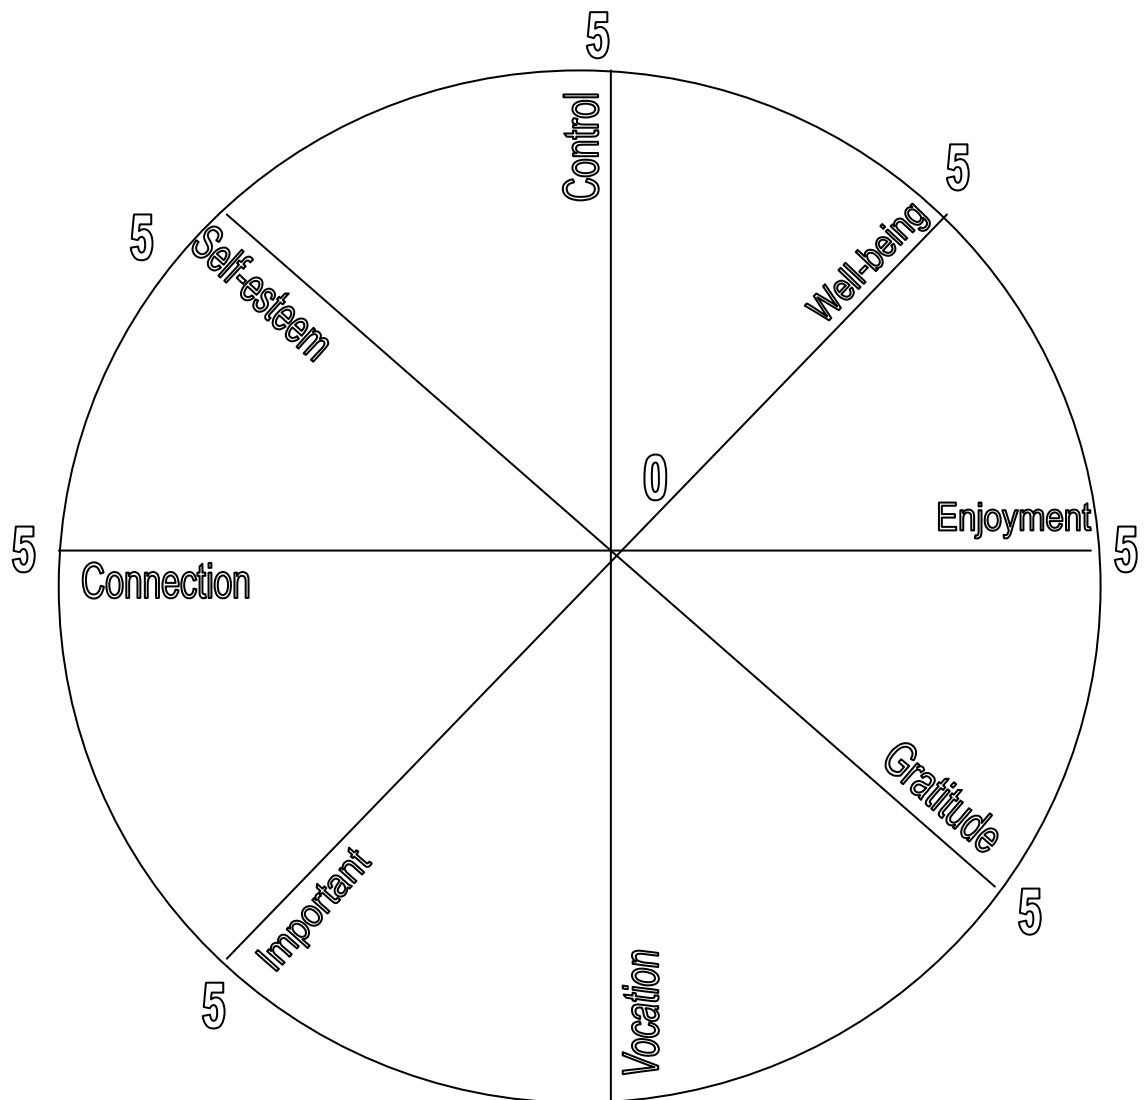 5
Control
5
Well-being
5
Self-esteem
0
Enjoyment
5
5
Connection
Gratitude
5
Important
5
Vocation